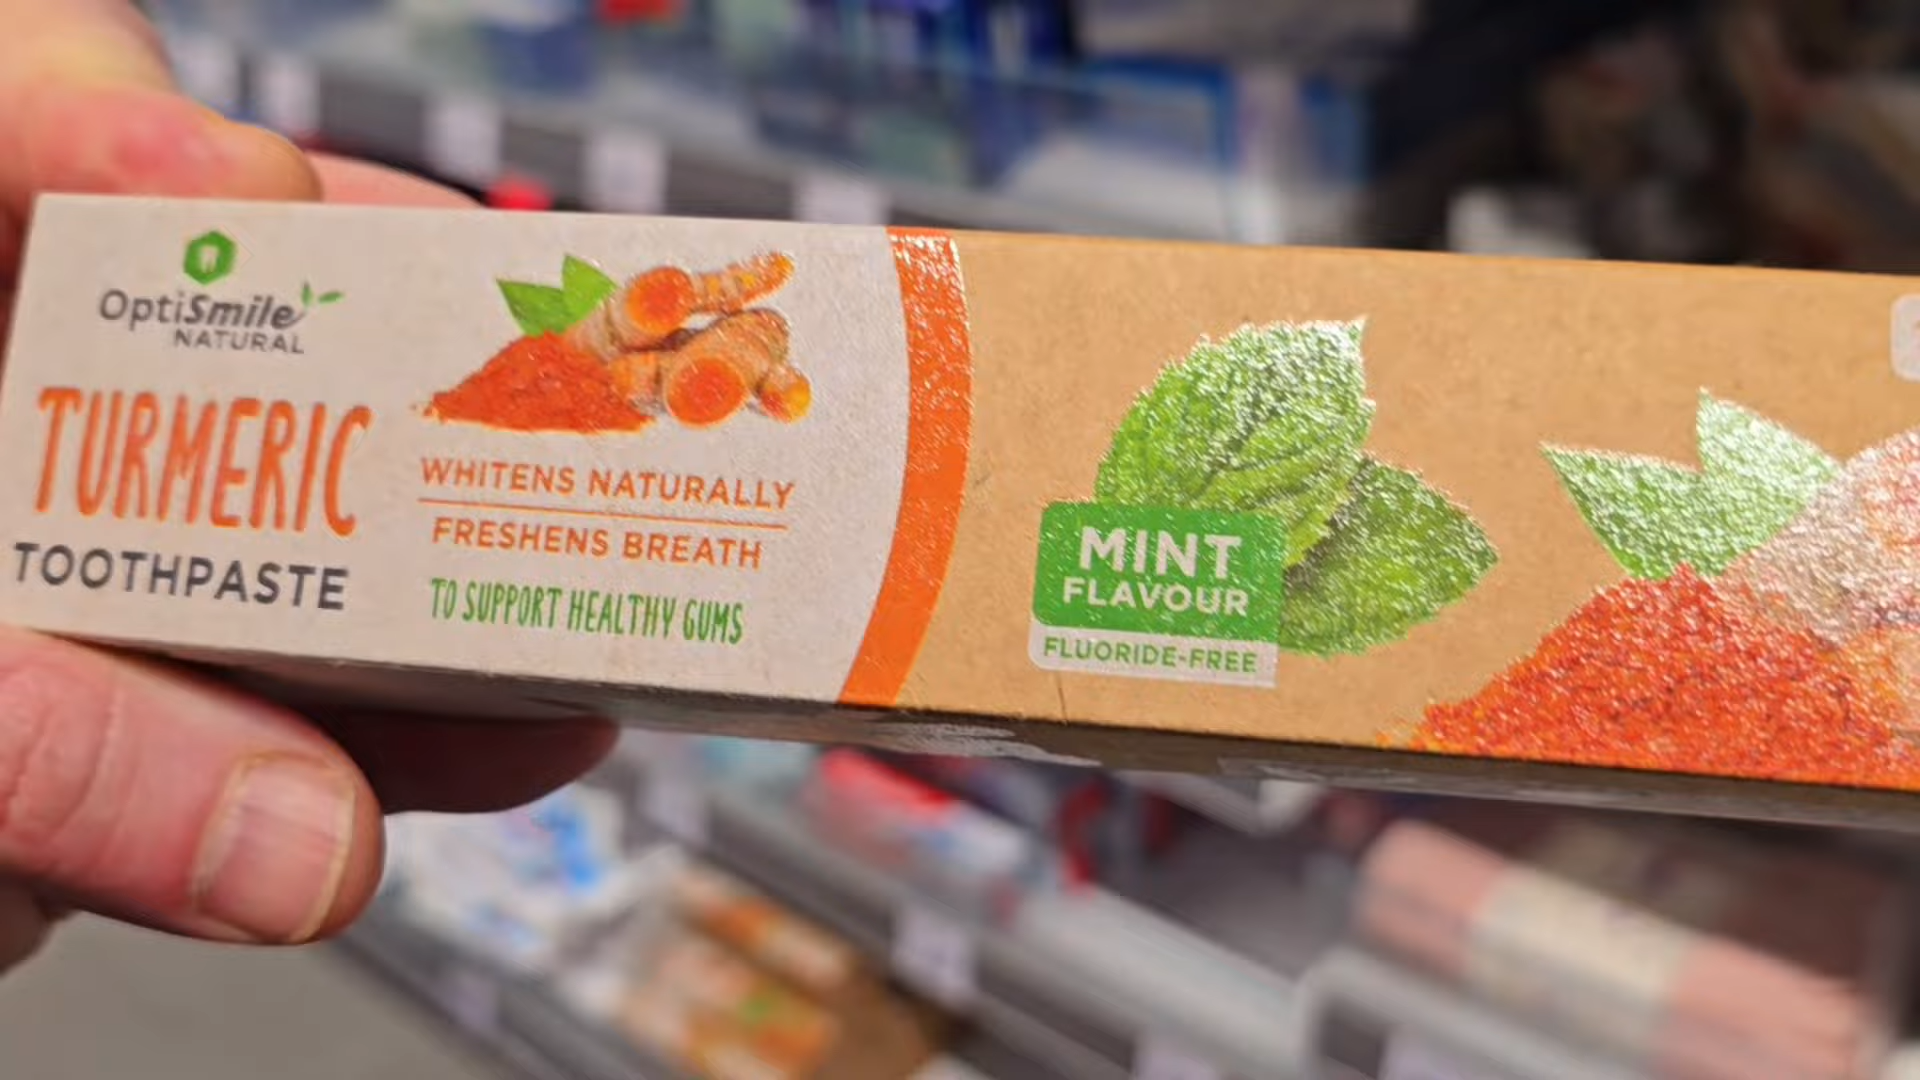 OptiSmile
NATURAL
TURMERIC
TOOTHPASTE
WHITENS NATURALLY
FRESHENS BREATH
TO SUPPORT HEALTHY GUMS
MINT
FLAVOUR
FLUORIDE-FREE